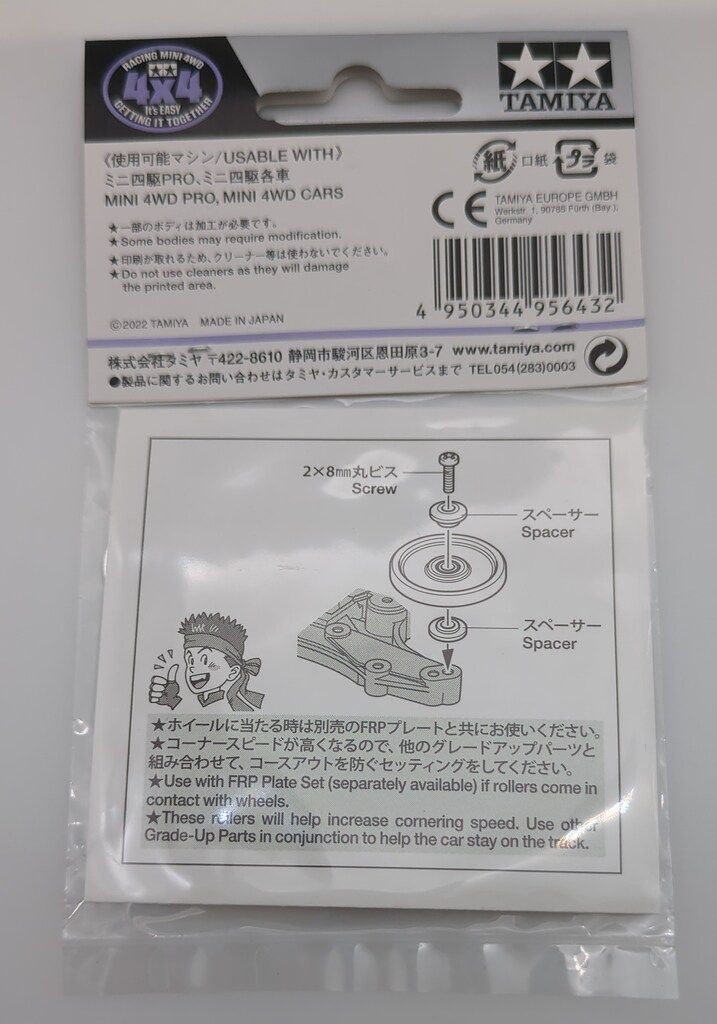 RACING MINI 4WD
4x4
It's EASY
GETTING IT TOGETHER
TAMIYA
《使用可能マシン/USABLE WITH》
ミニ四駆PRO、ミニ四駆各車
MINI 4WD PRO, MINI 4WD CARS
★一部のボディは加工が必要です。
★Some bodies may require modification.
★印刷が取れるため、クリーナー等は使わないでください。
★Do not use cleaners as they will damage
the printed area.
©2022 TAMIYA MADE IN JAPAN
紙 口紙 プラ 袋
CE TAMIYA EUROPE GMBH
Werkstr. 1, 90765 Fürth (Bay.),
Germany
4 950344 956432
株式会社タミヤ 〒422-8610 静岡市駿河区恩田原3-7 www.tamiya.com
●製品に関するお問い合わせはタミヤ・カスタマーサービスまで TEL054(283)0003
2×8mm丸ビス
Screw
スペーサー
Spacer
スペーサー
Spacer
★ホイールに当たる時は別売のFRPプレートと共にお使いください。
★コーナースピードが高くなるので、他のグレードアップパーツと
組み合わせて、コースアウトを防ぐセッティングをしてください。
★Use with FRP Plate Set (separately available) if rollers come in
contact with wheels.
★These rollers will help increase cornering speed. Use other
Grade-Up Parts in conjunction to help the car stay on the track.